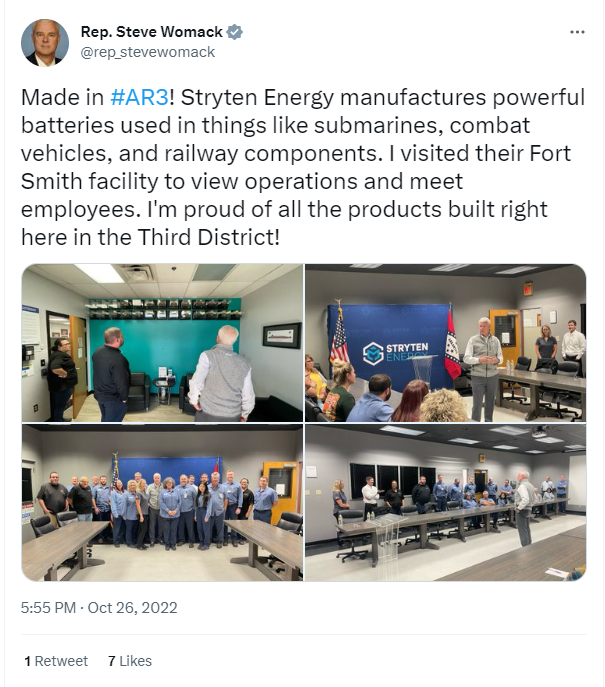 Rep. Steve Womack
@rep_stevewomack
Made in #AR3! Stryten Energy manufactures powerful
batteries used in things like submarines, combat
vehicles, and railway components. I visited their Fort
Smith facility to view operations and meet
employees. I'm proud of all the products built right
here in the Third District!
STRYTEN
ENERGY
5:55 PM · Oct 26, 2022
1 Retweet 7 Likes